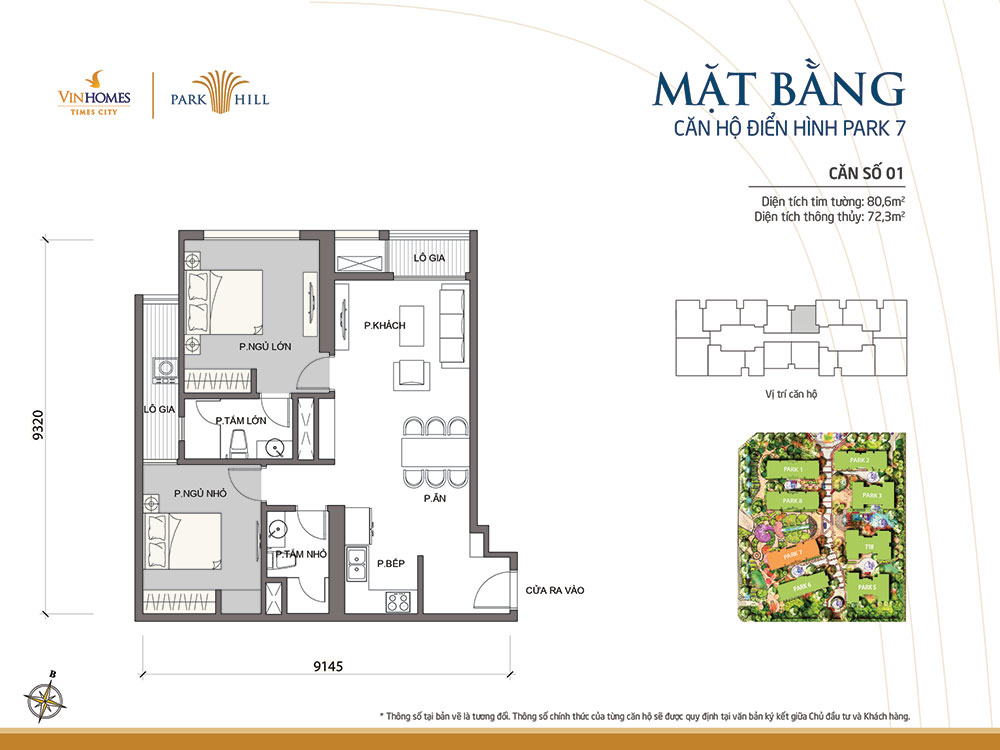 VINHOMES
TIMES CITY
PARK HILL
MẶT BẰNG
CĂN HỘ ĐIỂN HÌNH PARK 7
CĂN SỐ 01
Diện tích tim tường: 80,6m²
Diện tích thông thủy: 72,3m²
LÔ GIA
P.KHÁCH
P.NGỦ LỚN
LÔ GIA
P.TẮM LỚN
9320
P.NGỦ NHỎ
P.ĂN
P.TẮM NHỎ
P.BẾP
CỬA RA VÀO
9145
Vị trí căn hộ
PARK 1
PARK 2
PARK 8
PARK 3
PARK 7
T18
PARK 6
PARK 5
B
* Thông số tại bản vẽ là tương đối. Thông số chính thức của từng căn hộ sẽ được quy định tại văn bản ký kết giữa Chủ đầu tư và Khách hàng.